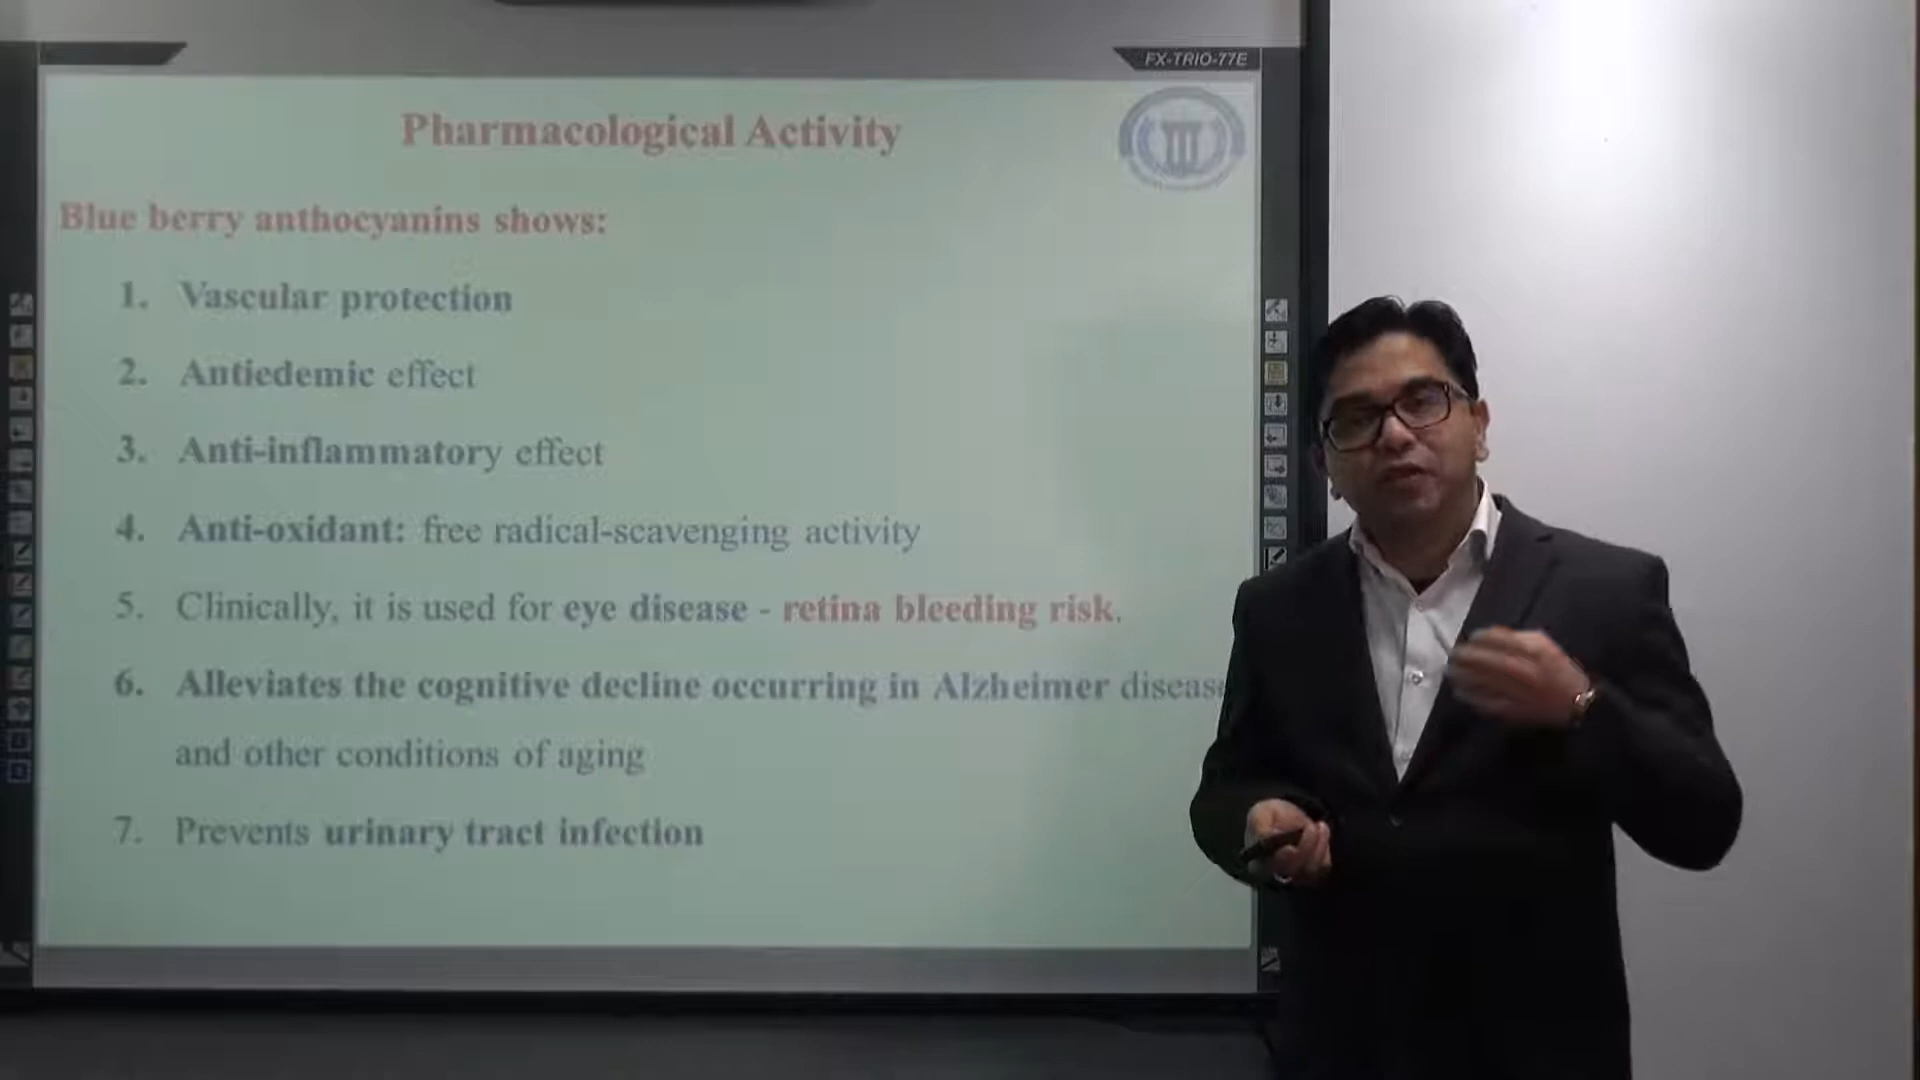 FX-TRIO-77E
Pharmacological Activity
Blue berry anthocyanins shows:
1. Vascular protection
2. Antiedemic effect
3. Anti-inflammatory effect
4. Anti-oxidant: free radical-scavenging activity
5. Clinically, it is used for eye disease - retina bleeding risk.
6. Alleviates the cognitive decline occurring in Alzheimer disease
and other conditions of aging
7. Prevents urinary tract infection